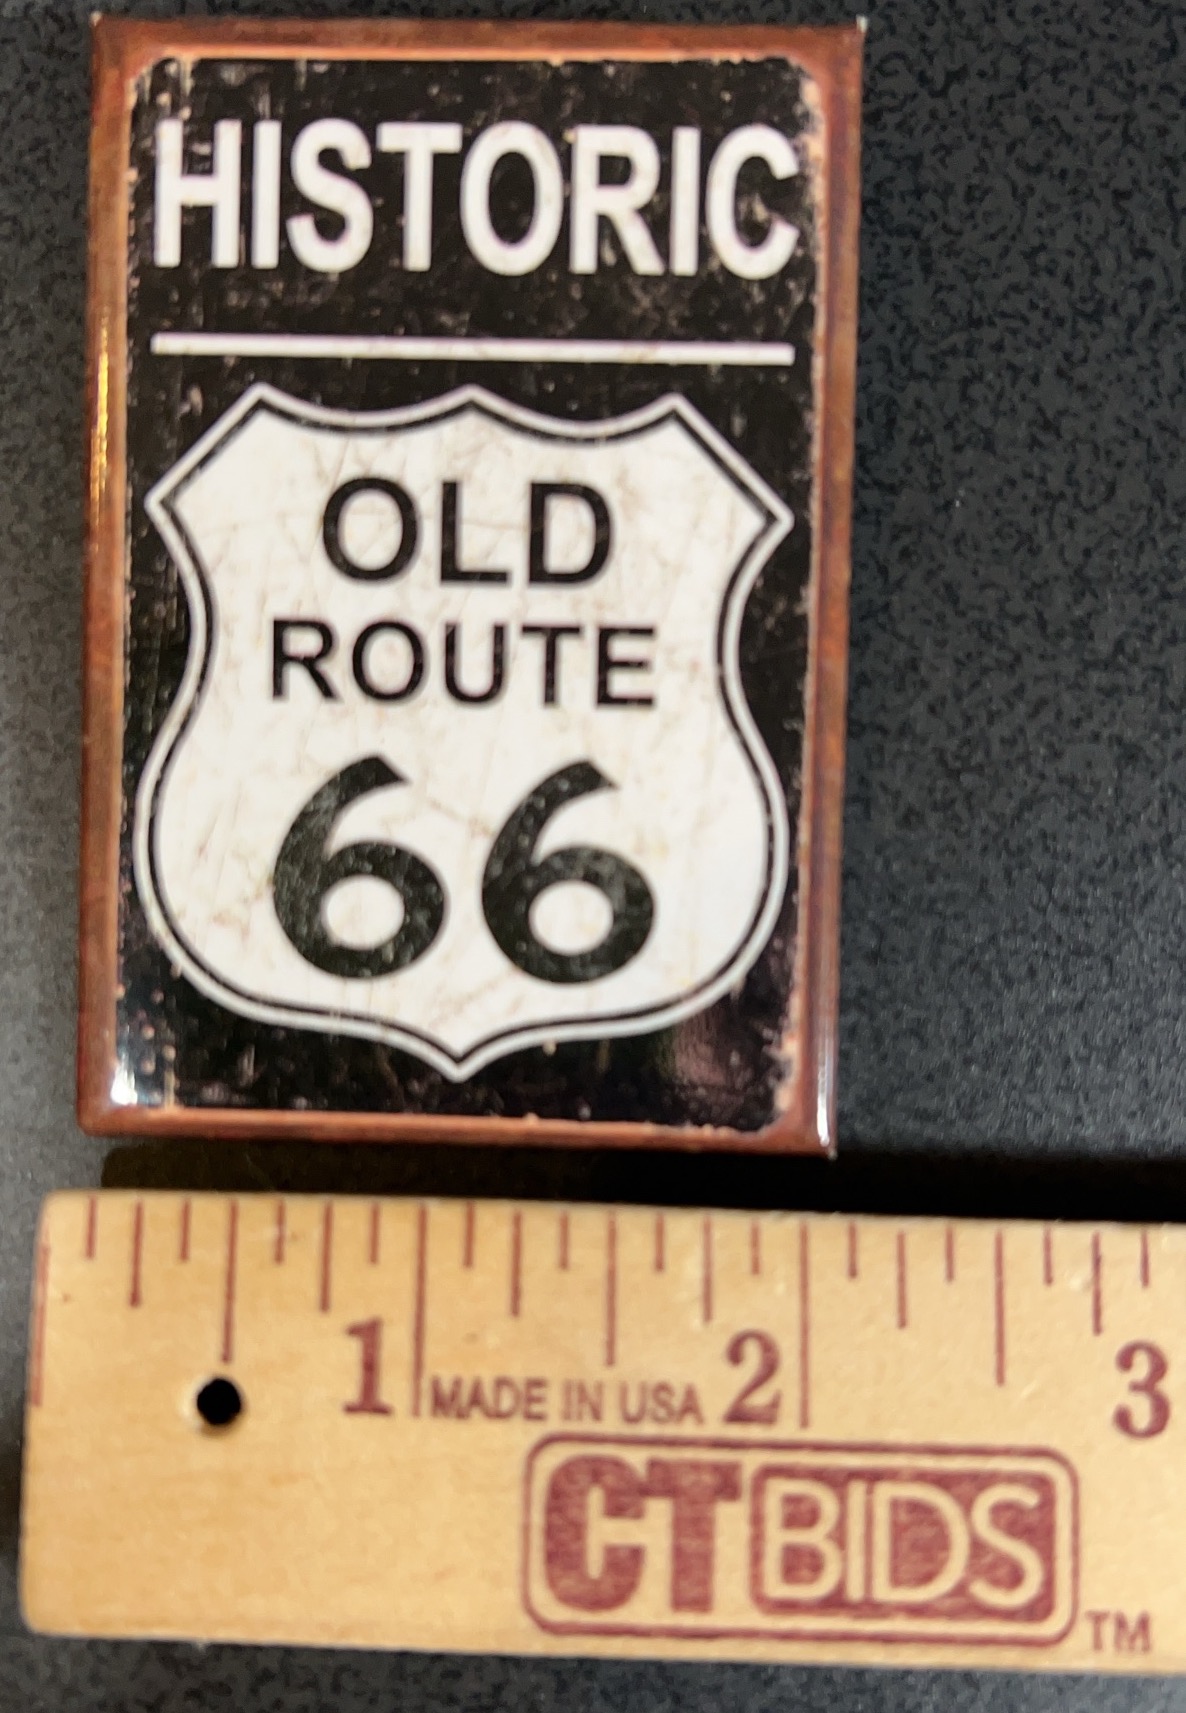 HISTORIC
OLD
ROUTE
66
1 2 3
MADE IN USA
CTBIDS TM